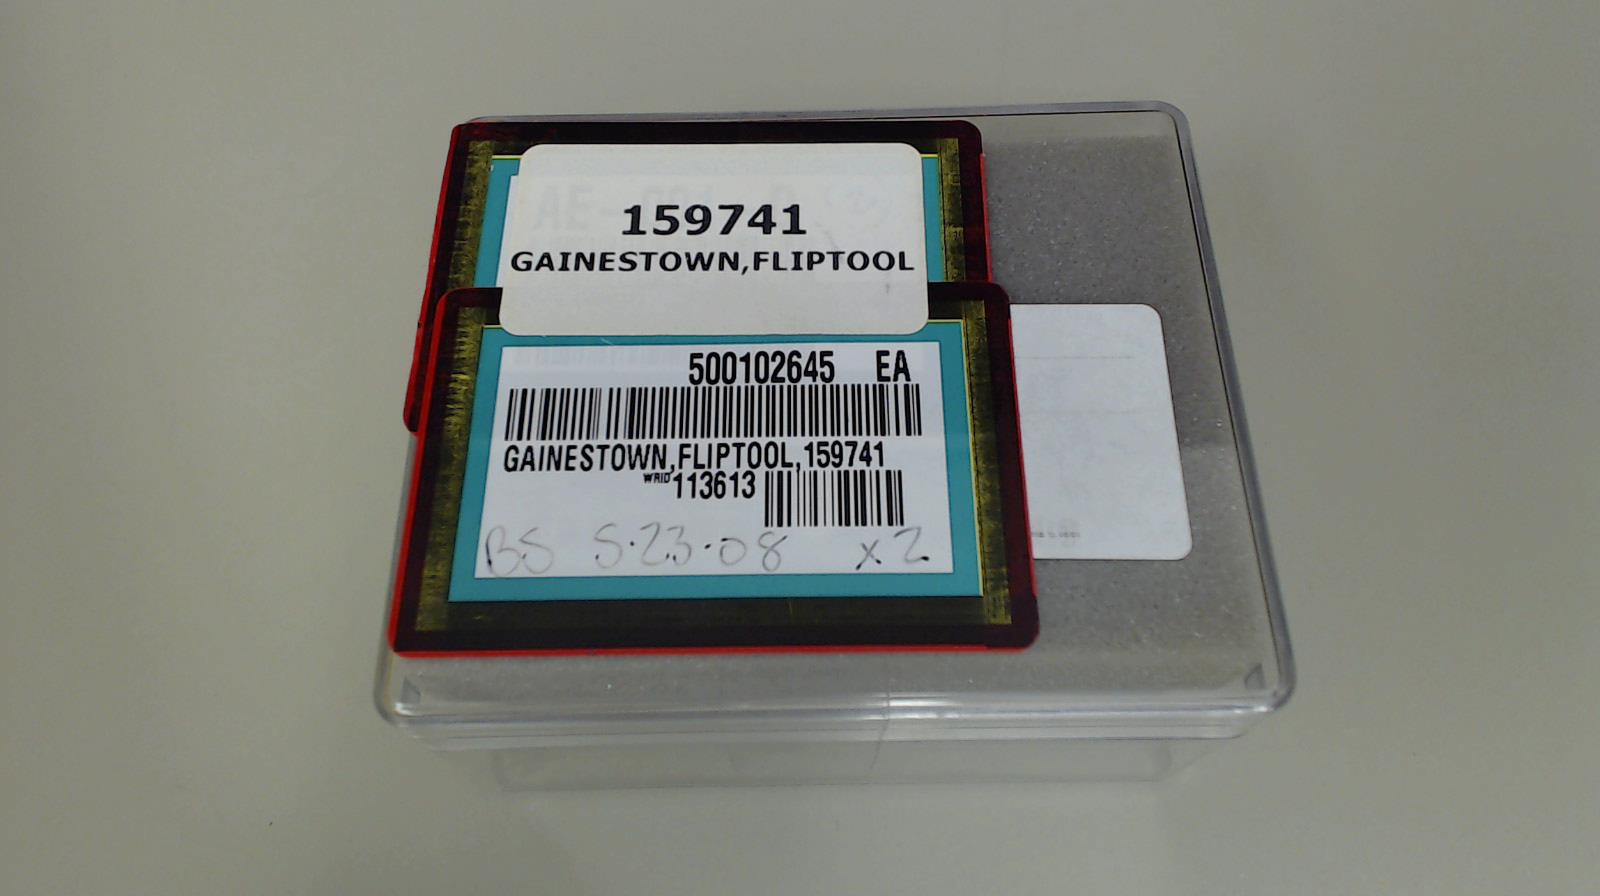 159741
GAINESTOWN,FLIPTOOL
500102645 EA
GAINESTOWN,FLIPTOOL,159741
WRID 113613
BS 5·23·08 x2